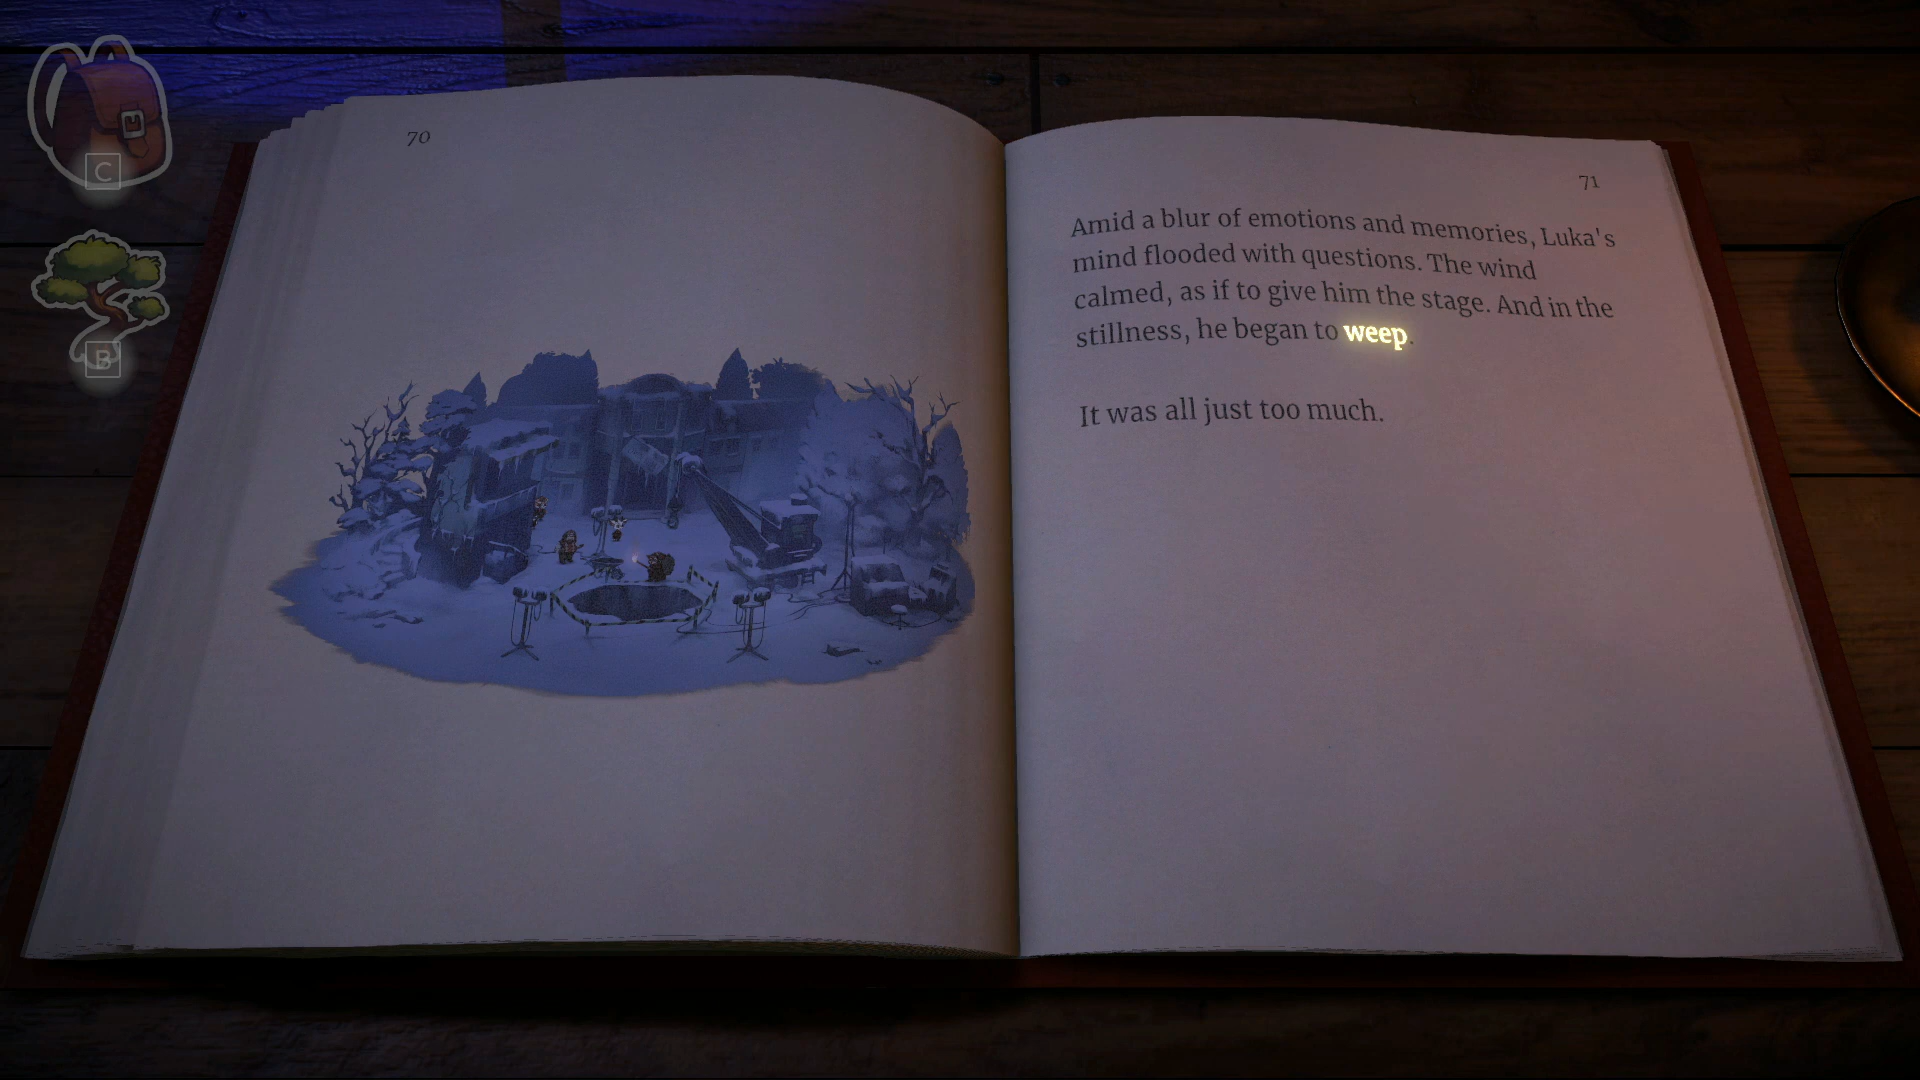 C
B
70
71
Amid a blur of emotions and memories, Luka's
mind flooded with questions. The wind
calmed, as if to give him the stage. And in the
stillness, he began to weep.
It was all just too much.